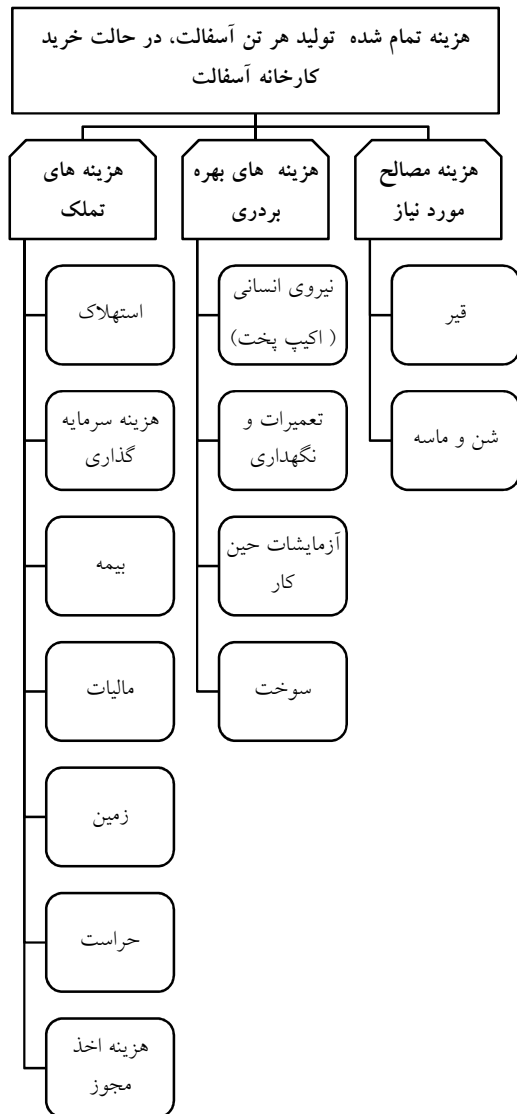 هزینه تمام شده تولید هر تن آسفالت، در حالت خرید
کارخانه آسفالت
هزینه مصالح
مورد نیاز
قیر
شن و ماسه
هزینه های بهره
بردری
نیروی انسانی
( اکیپ پخت)
تعمیرات و
نگهداری
آزمایشات حین
کار
سوخت
هزینه های
تملک
استهلاک
هزینه سرمایه
گذاری
بیمه
مالیات
زمین
حراست
هزینه اخذ
مجوز